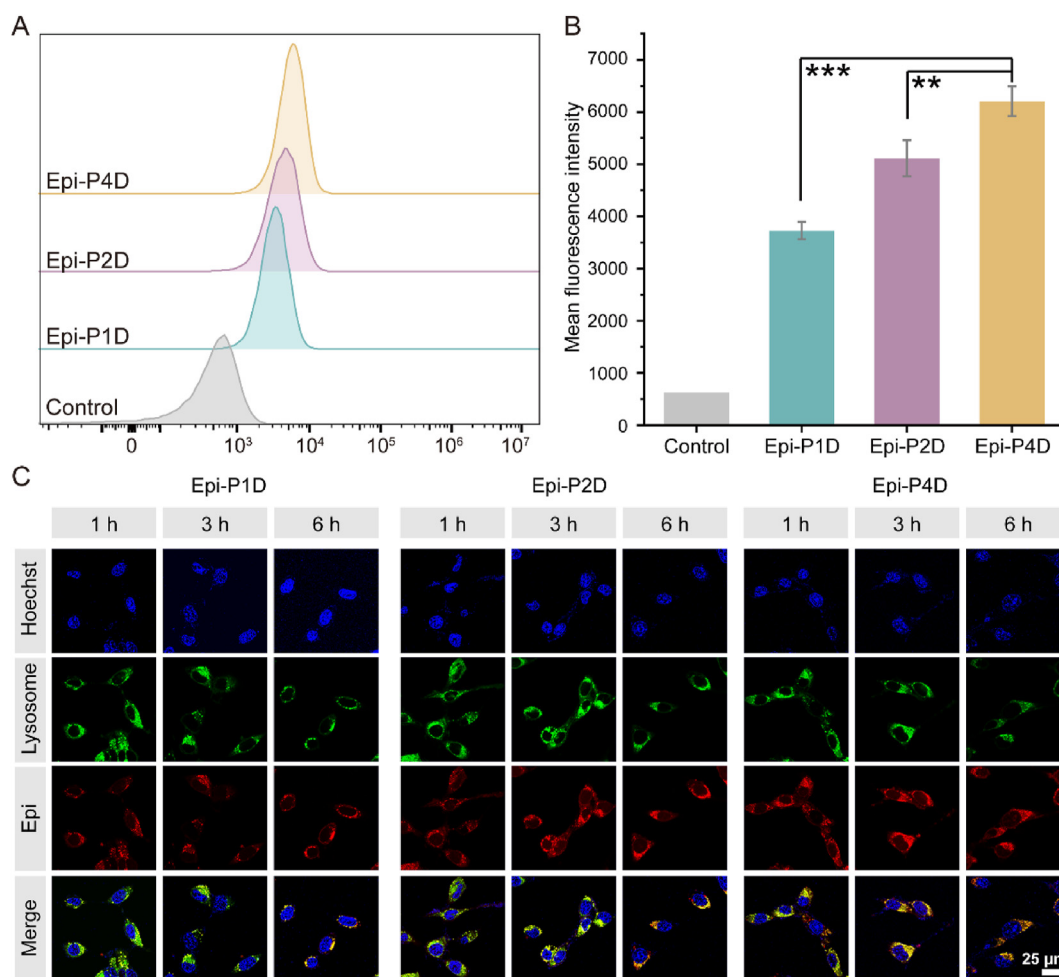 A
Epi-P4D
Epi-P2D
Epi-P1D
Control
0 10³ 10⁴ 10⁵ 10⁶ 10⁷
B
Mean fluorescence intensity
7000
6000
5000
4000
3000
2000
1000
0
***
**
Control Epi-P1D Epi-P2D Epi-P4D
C
Epi-P1D Epi-P2D Epi-P4D
1 h 3 h 6 h 1 h 3 h 6 h 1 h 3 h 6 h
Hoechst
Lysosome
Epi
Merge
25 μm